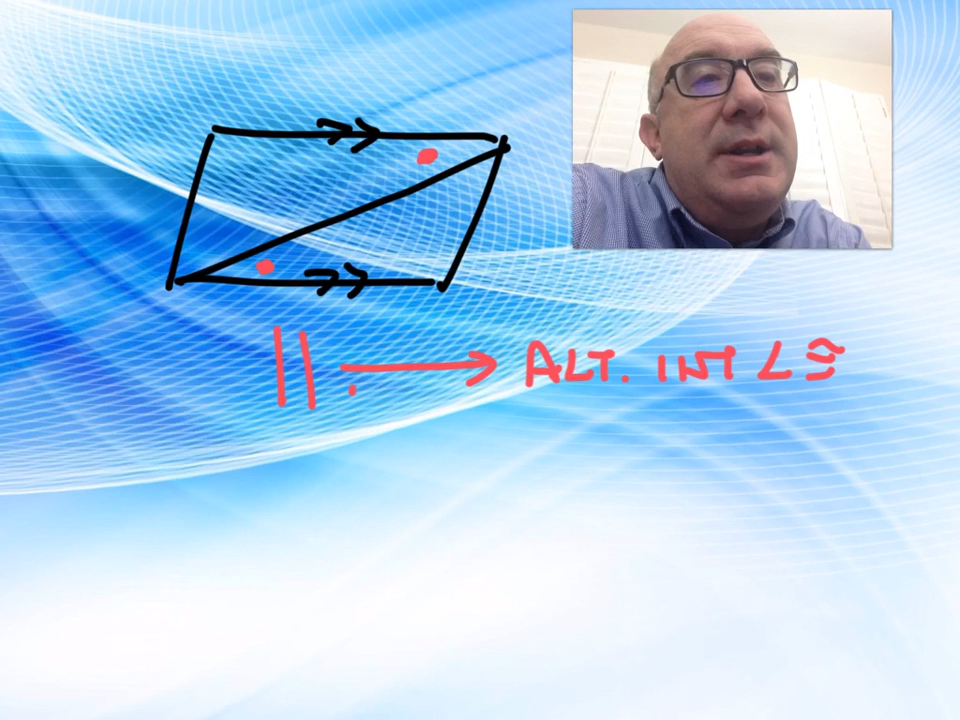 || → ALT. INT ∠ ≅